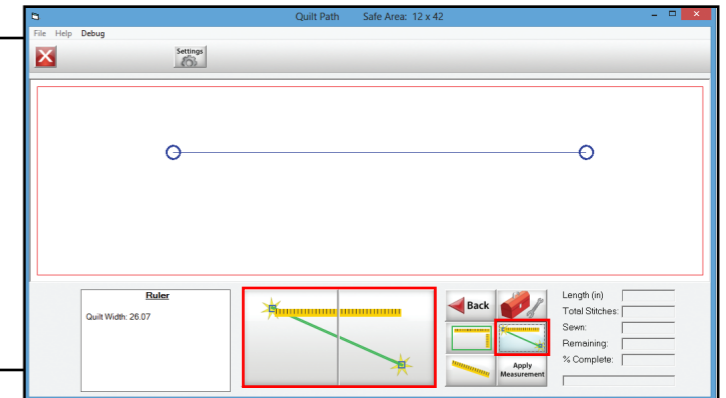 Quilt Path Safe Area: 12 x 42
File Help Debug
Settings
Ruler
Quilt Width: 26.07
Back
Apply
Measurement
Length (in)
Total Stitches:
Sewn:
Remaining:
% Complete: